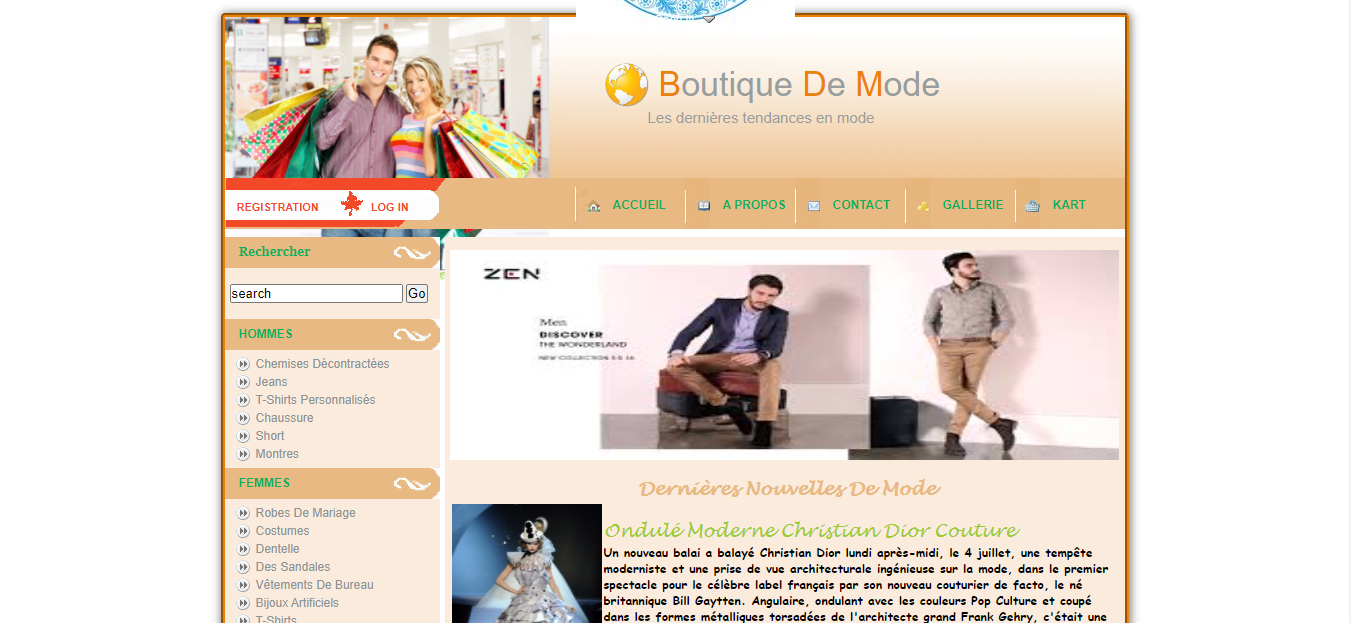 Boutique De Mode
Les dernières tendances en mode
REGISTRATION LOG IN
ACCUEIL A PROPOS CONTACT GALLERIE KART
Rechercher
search Go
HOMMES
Chemises Décontractées
Jeans
T-Shirts Personnalisés
Chaussure
Short
Montres
FEMMES
Robes De Mariage
Costumes
Dentelle
Des Sandales
Vêtements De Bureau
Bijoux Artificiels
T-Shirts
ZEN
Men
DISCOVER
THE WONDERLAND
Dernières Nouvelles De Mode
Ondulé Moderne Christian Dior Couture
Un nouveau balai a balayé Christian Dior lundi après-midi, le 4 juillet, une tempête
moderniste et une prise de vue architecturale ingénieuse sur la mode, dans le premier
spectacle pour le célèbre label français par son nouveau couturier de facto, le né
britannique Bill Gaytten. Angulaire, ondulant avec les couleurs Pop Culture et coupé
dans les formes métalliques torsadées de l'architecte grand Frank Gehry, c'était une